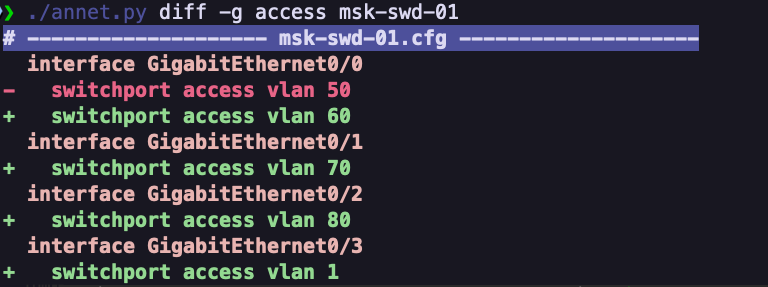 ❯ ./annet.py diff -g access msk-swd-01
# -------------------- msk-swd-01.cfg --------------------
  interface GigabitEthernet0/0
-   switchport access vlan 50
+   switchport access vlan 60
  interface GigabitEthernet0/1
+   switchport access vlan 70
  interface GigabitEthernet0/2
+   switchport access vlan 80
  interface GigabitEthernet0/3
+   switchport access vlan 1